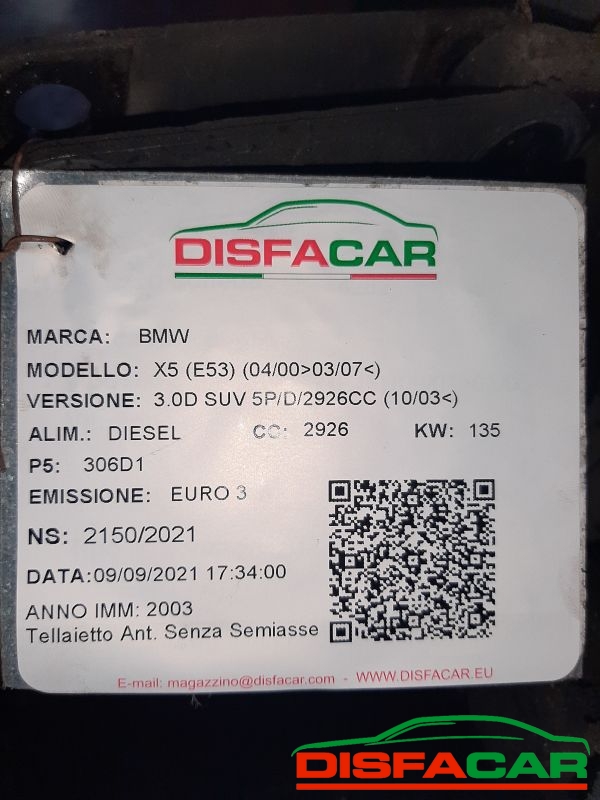 DISFACAR
MARCA: BMW
MODELLO: X5 (E53) (04/00>03/07<)
VERSIONE: 3.0D SUV 5P/D/2926CC (10/03<)
ALIM.: DIESEL CC: 2926 KW: 135
P5: 306D1
EMISSIONE: EURO 3
NS: 2150/2021
DATA:09/09/2021 17:34:00
ANNO IMM: 2003
Tellaietto Ant. Senza Semiasse
E-mail: magazzino@disfacar.com - WWW.DISFACAR.EU
DISFACAR